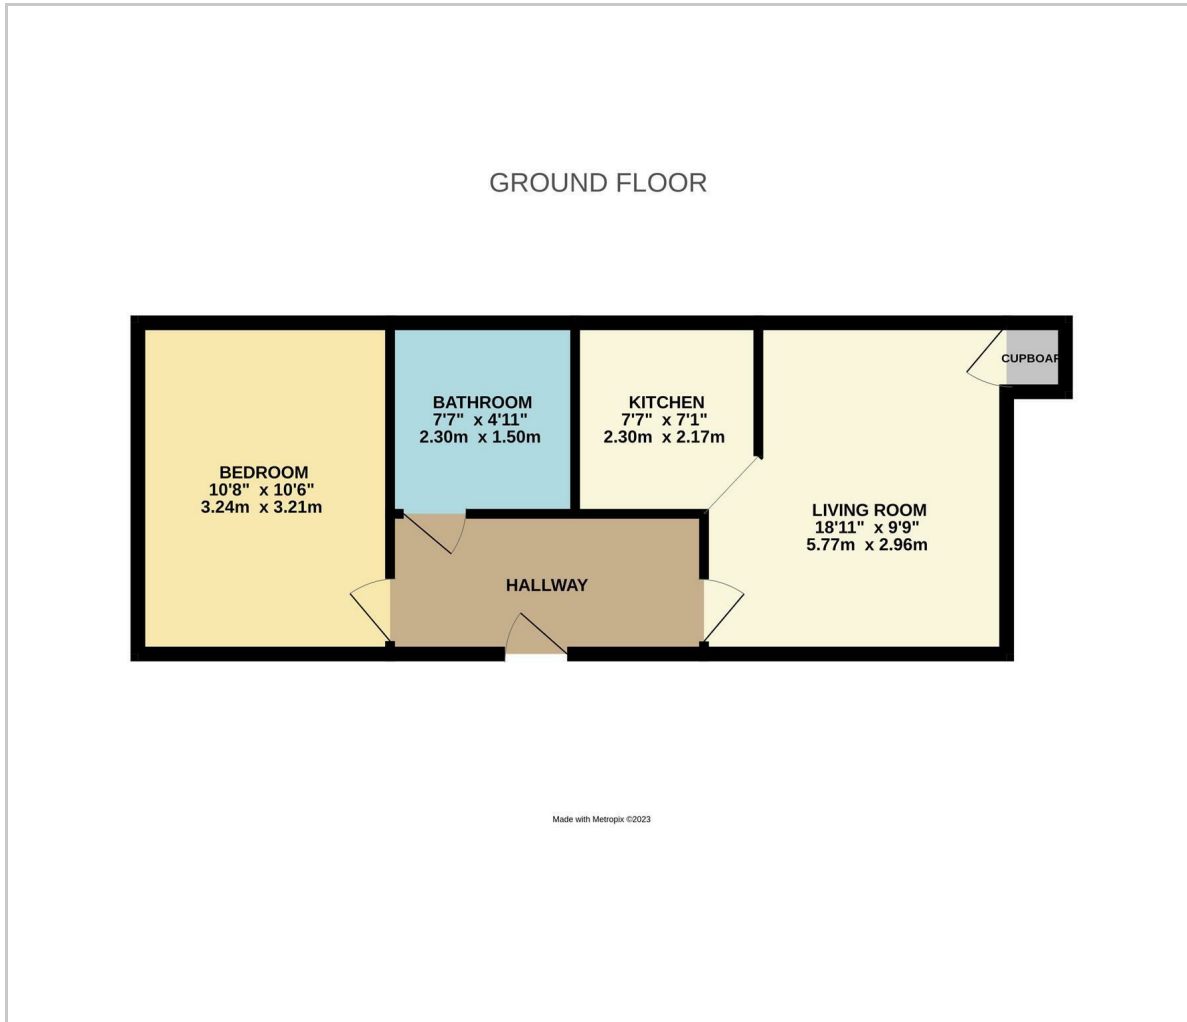 GROUND FLOOR
BEDROOM
10'8" x 10'6"
3.24m x 3.21m
BATHROOM
7'7" x 4'11"
2.30m x 1.50m
KITCHEN
7'7" x 7'1"
2.30m x 2.17m
CUPBOAR
LIVING ROOM
18'11" x 9'9"
5.77m x 2.96m
HALLWAY
Made with Metropix ©2023